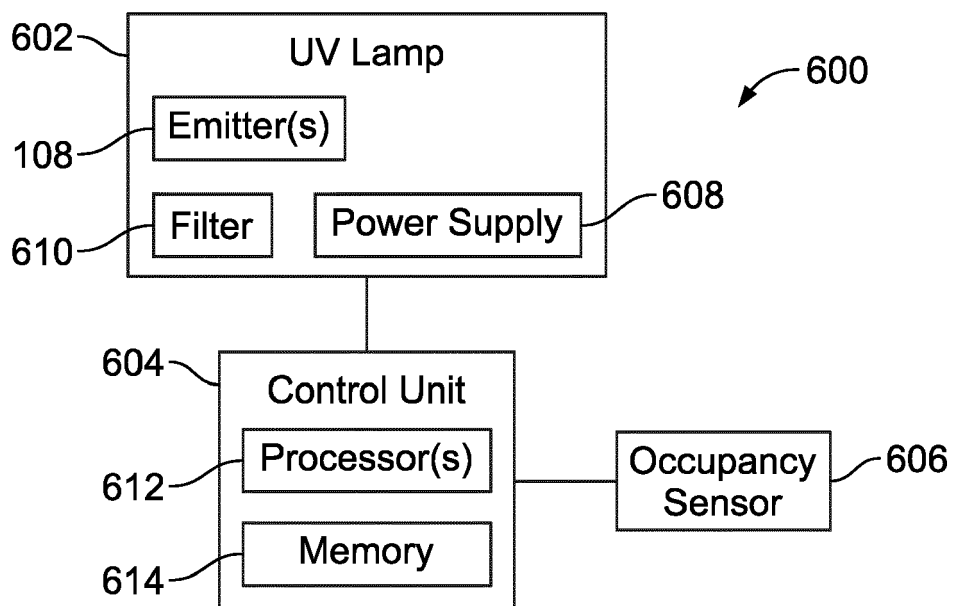 602
UV Lamp
600
Emitter(s)
108
Filter
Power Supply
608
610
604
Control Unit
Processor(s)
612
Occupancy
Sensor
606
Memory
614